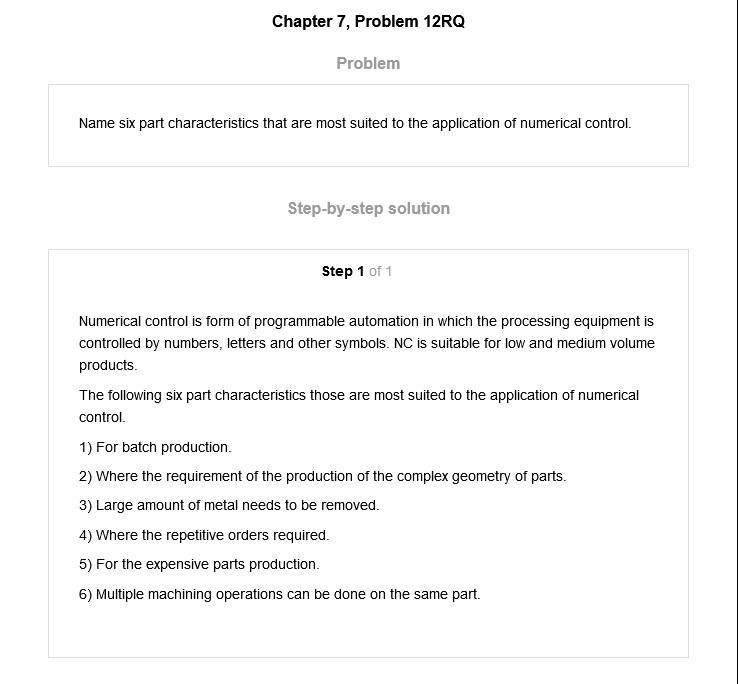 Chapter 7, Problem 12RQ
Problem
Name six part characteristics that are most suited to the application of numerical control.
Step-by-step solution
Step 1 of 1
Numerical control is form of programmable automation in which the processing equipment is
controlled by numbers, letters and other symbols. NC is suitable for low and medium volume
products.
The following six part characteristics those are most suited to the application of numerical
control.
1) For batch production.
2) Where the requirement of the production of the complex geometry of parts.
3) Large amount of metal needs to be removed.
4) Where the repetitive orders required.
5) For the expensive parts production.
6) Multiple machining operations can be done on the same part.